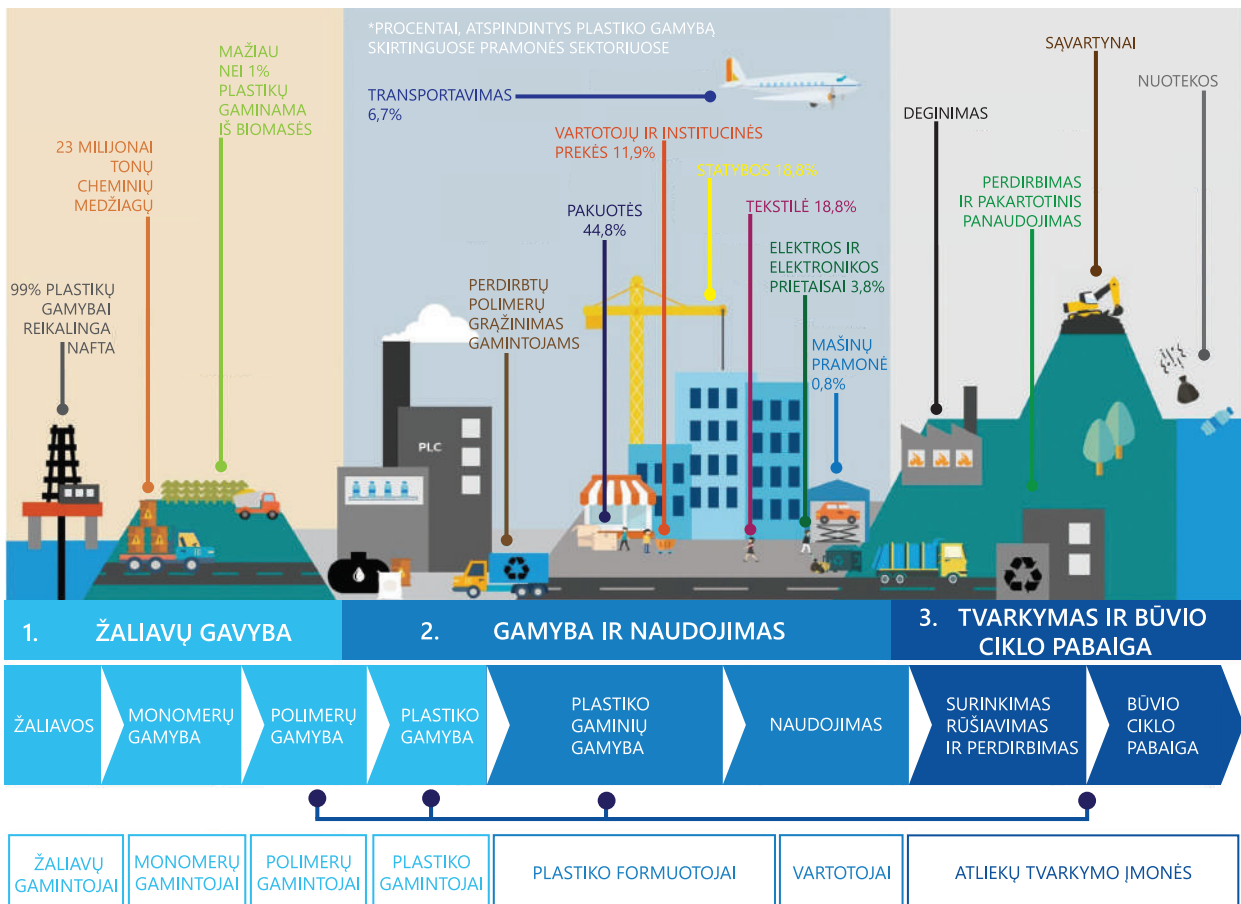 *PROCENTAI, ATSPINDINTYS PLASTIKO GAMYBĄ
SKIRTINGUOSE PRAMONĖS SEKTORIUOSE
MAŽIAU
NEI 1%
PLASTIKŲ
GAMINAMA
IŠ BIOMASĖS
23 MILIJONAI
TONŲ
CHEMINIŲ
MEDŽIAGŲ
99% PLASTIKŲ
GAMYBAI
REIKALINGA
NAFTA
TRANSPORTAVIMAS
6,7%
VARTOTOJŲ IR INSTITUCINĖS
PREKĖS 11,9%
STATYBOS 18,8%
PAKUOTĖS
44,8%
TEKSTILĖ 18,8%
ELEKTROS IR
ELEKTRONIKOS
PRIETAISAI 3,8%
PERDIRBTŲ
POLIMERŲ
GRĄŽINIMAS
GAMINTOJAMS
MAŠINŲ
PRAMONĖ
0,8%
PLC
SĄVARTYNAI
NUOTEKOS
DEGINIMAS
PERDIRBIMAS
IR PAKARTOTINIS
PANAUDOJIMAS
1. ŽALIAVŲ GAVYBA
2. GAMYBA IR NAUDOJIMAS
3. TVARKYMAS IR BŪVIO
CIKLO PABAIGA
ŽALIAVOS
MONOMERŲ
GAMYBA
POLIMERŲ
GAMYBA
PLASTIKO
GAMYBA
PLASTIKO
GAMINIŲ
GAMYBA
NAUDOJIMAS
SURINKIMAS
RŪŠIAVIMAS
IR PERDIRBIMAS
BŪVIO
CIKLO
PABAIGA
ŽALIAVŲ
GAMINTOJAI
MONOMERŲ
GAMINTOJAI
POLIMERŲ
GAMINTOJAI
PLASTIKO
GAMINTOJAI
PLASTIKO FORMUOTOJAI
VARTOTOJAI
ATLIEKŲ TVARKYMO ĮMONĖS